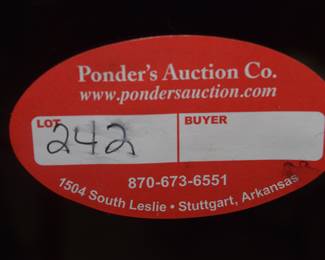 Ponder's Auction Co.
www.pondersauction.com
LOT BUYER
242
870-673-6551
1504 South Leslie • Stuttgart, Arkansas